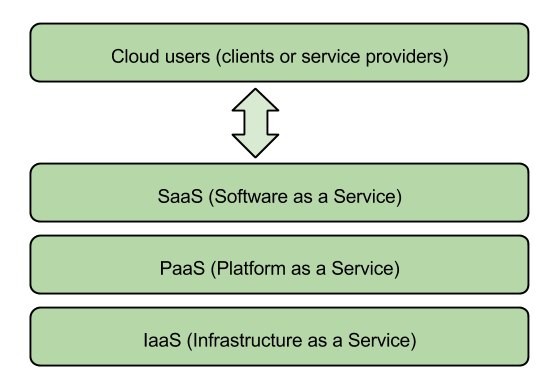 Cloud users (clients or service providers)
SaaS (Software as a Service)
PaaS (Platform as a Service)
IaaS (Infrastructure as a Service)